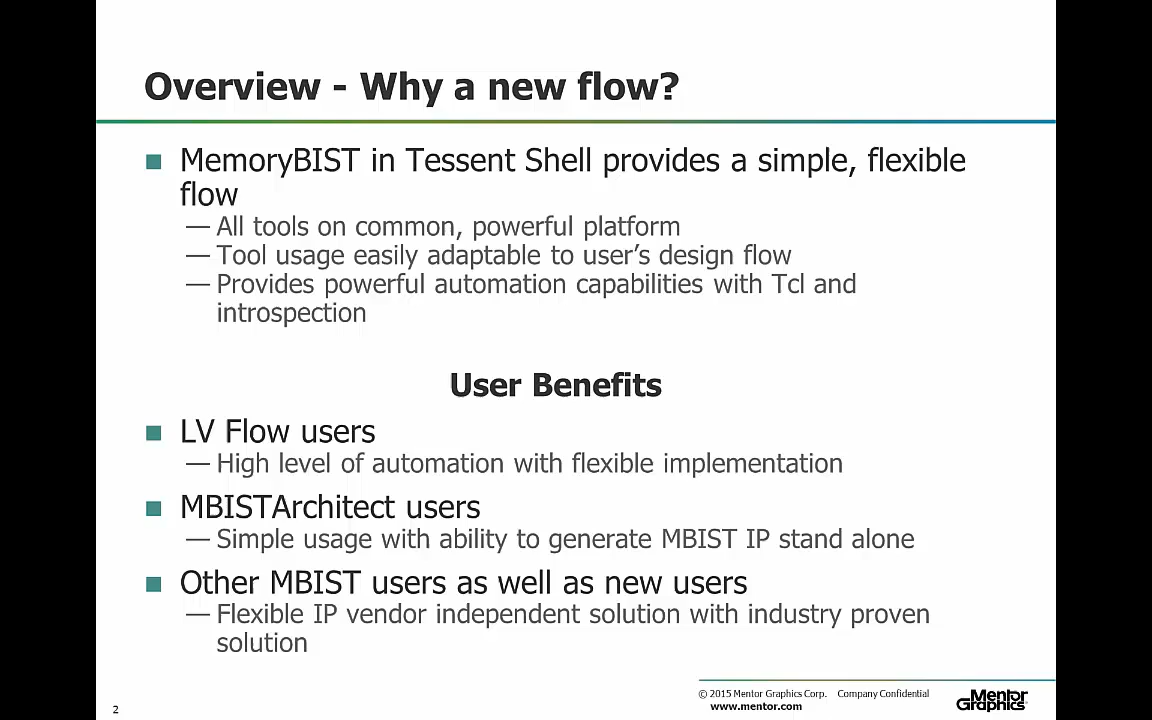 Overview - Why a new flow?
MemoryBIST in Tessent Shell provides a simple, flexible
flow
— All tools on common, powerful platform
— Tool usage easily adaptable to user’s design flow
— Provides powerful automation capabilities with Tcl and
introspection
User Benefits
LV Flow users
— High level of automation with flexible implementation
MBISTArchitect users
— Simple usage with ability to generate MBIST IP stand alone
Other MBIST users as well as new users
— Flexible IP vendor independent solution with industry proven
solution
2
© 2015 Mentor Graphics Corp. Company Confidential
www.mentor.com
Mentor
Graphics